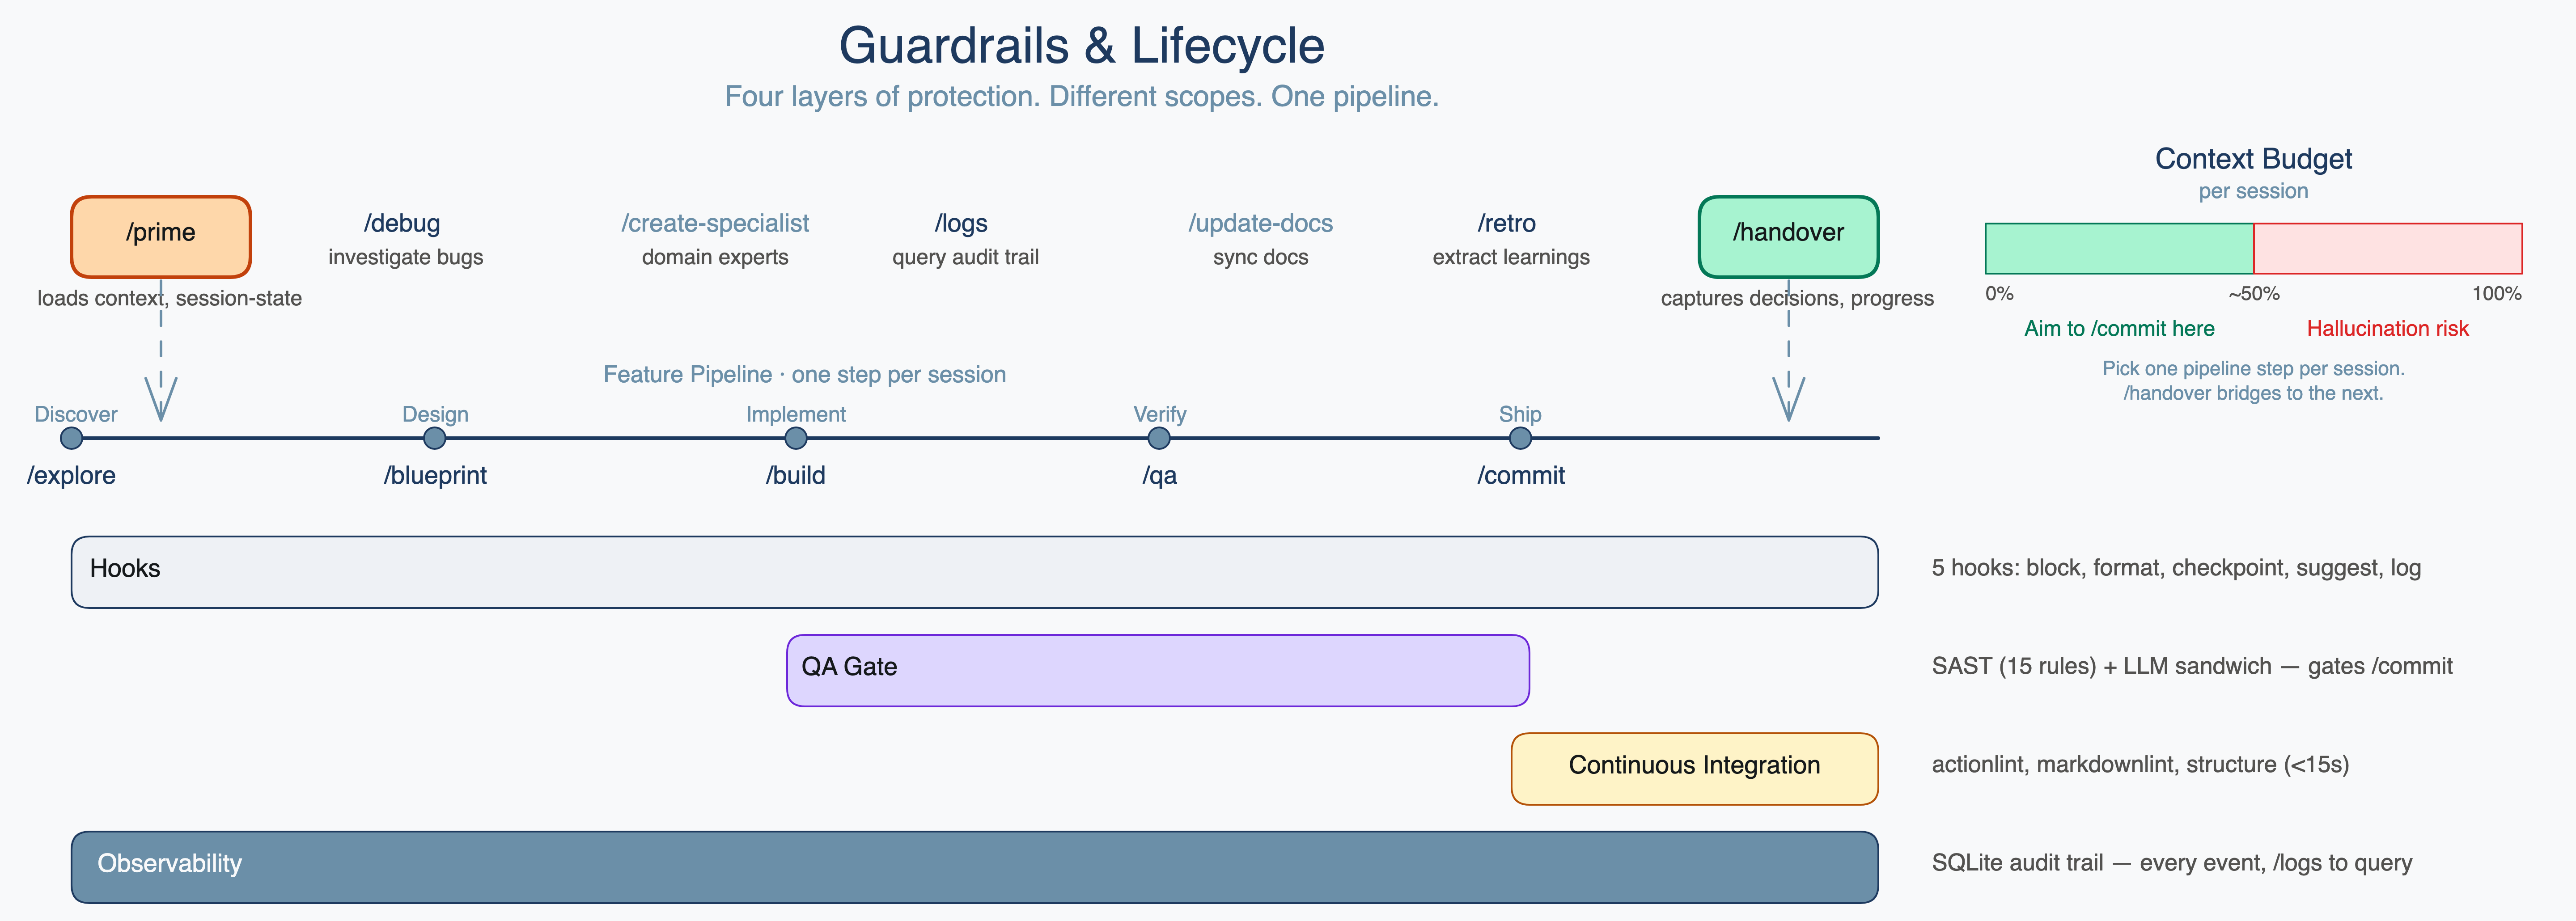 Guardrails & Lifecycle
Four layers of protection. Different scopes. One pipeline.
/prime
loads context, session-state
/debug
investigate bugs
/create-specialist
domain experts
/logs
query audit trail
/update-docs
sync docs
/retro
extract learnings
/handover
captures decisions, progress
Context Budget
per session
0%
~50%
100%
Aim to /commit here
Hallucination risk
Pick one pipeline step per session.
/handover bridges to the next.
Feature Pipeline · one step per session
Discover
Design
Implement
Verify
Ship
/explore
/blueprint
/build
/qa
/commit
Hooks
5 hooks: block, format, checkpoint, suggest, log
QA Gate
SAST (15 rules) + LLM sandwich — gates /commit
Continuous Integration
actionlint, markdownlint, structure (<15s)
Observability
SQLite audit trail — every event, /logs to query